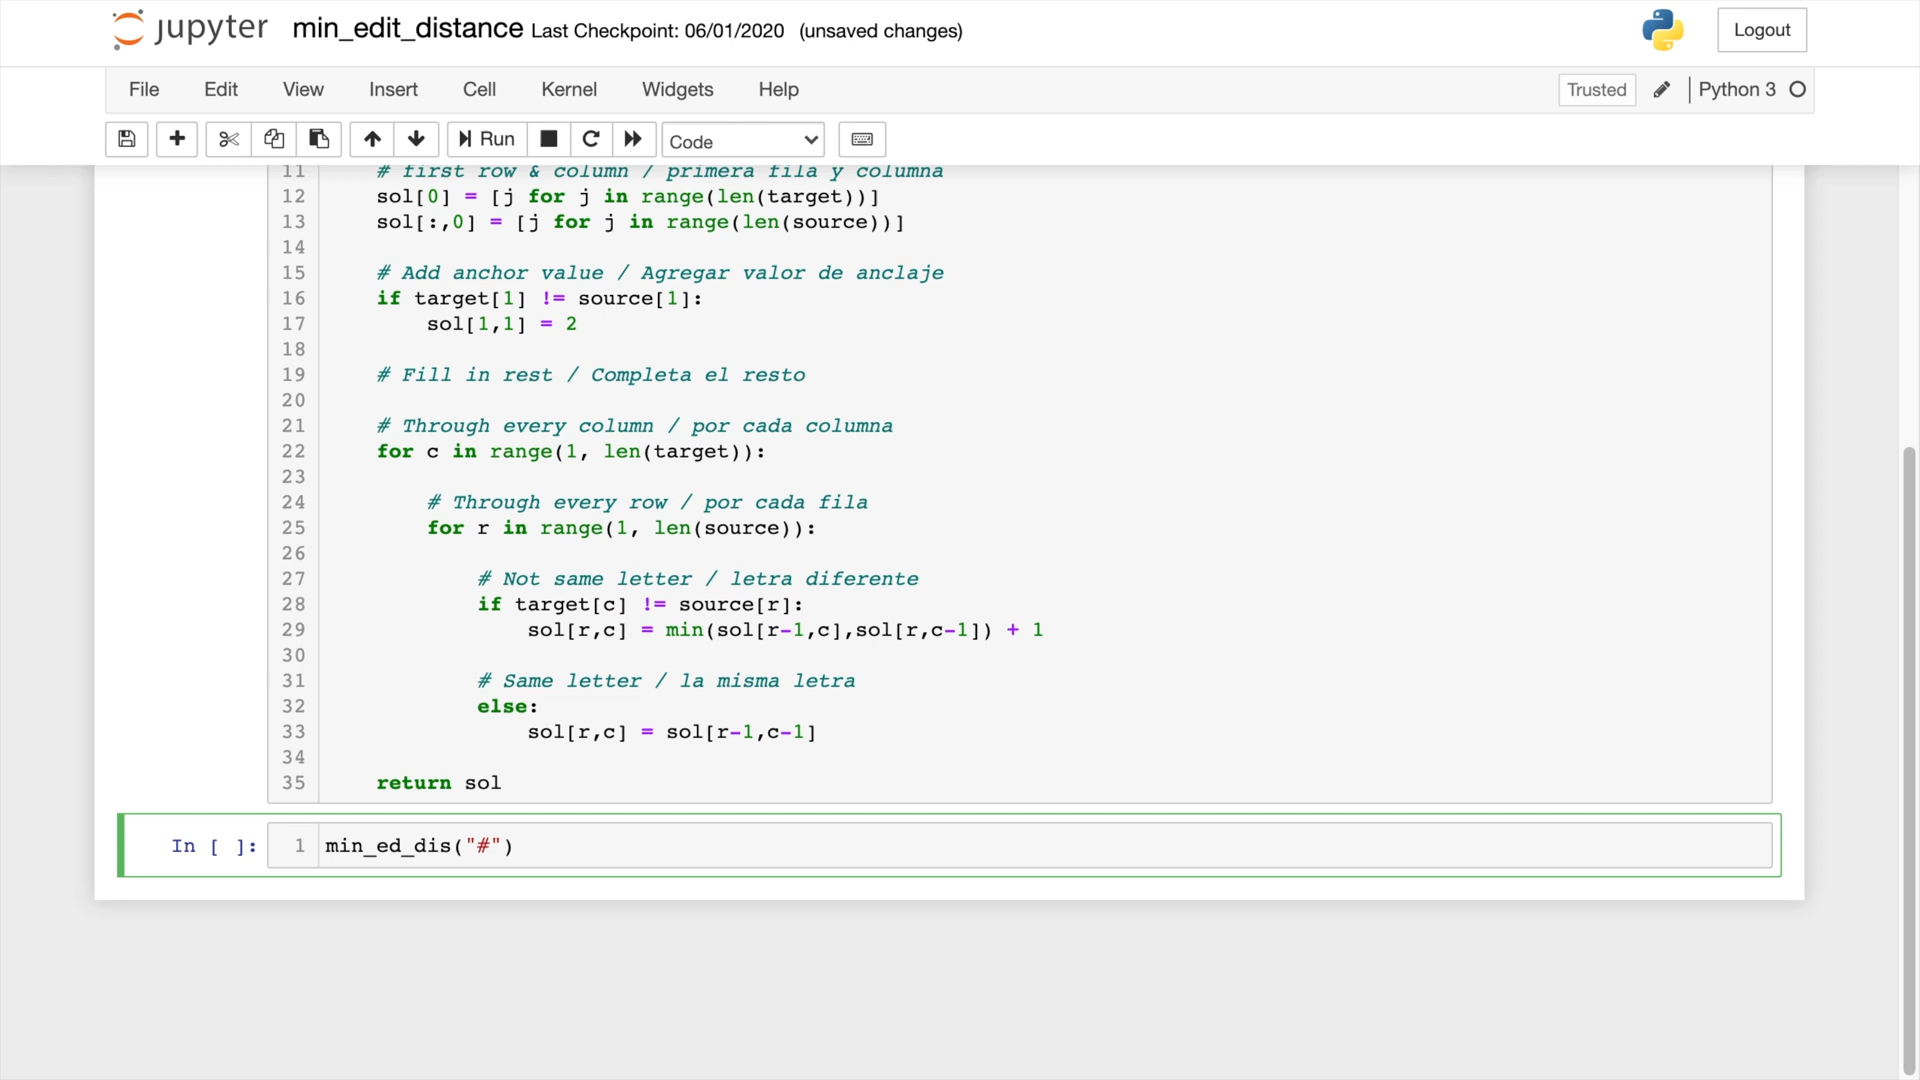 jupyter min_edit_distance Last Checkpoint: 06/01/2020 (unsaved changes) Logout
File Edit View Insert Cell Kernel Widgets Help Trusted Python 3
Run Code
11 # first row & column / primera fila y columna
12 sol[0] = [j for j in range(len(target))]
13 sol[:,0] = [j for j in range(len(source))]
14
15 # Add anchor value / Agregar valor de anclaje
16 if target[1] != source[1]:
17 sol[1,1] = 2
18
19 # Fill in rest / Completa el resto
20
21 # Through every column / por cada columna
22 for c in range(1, len(target)):
23
24 # Through every row / por cada fila
25 for r in range(1, len(source)):
26
27 # Not same letter / letra diferente
28 if target[c] != source[r]:
29 sol[r,c] = min(sol[r-1,c],sol[r,c-1]) + 1
30
31 # Same letter / la misma letra
32 else:
33 sol[r,c] = sol[r-1,c-1]
34
35 return sol
In [ ]: 1 min_ed_dis("#")